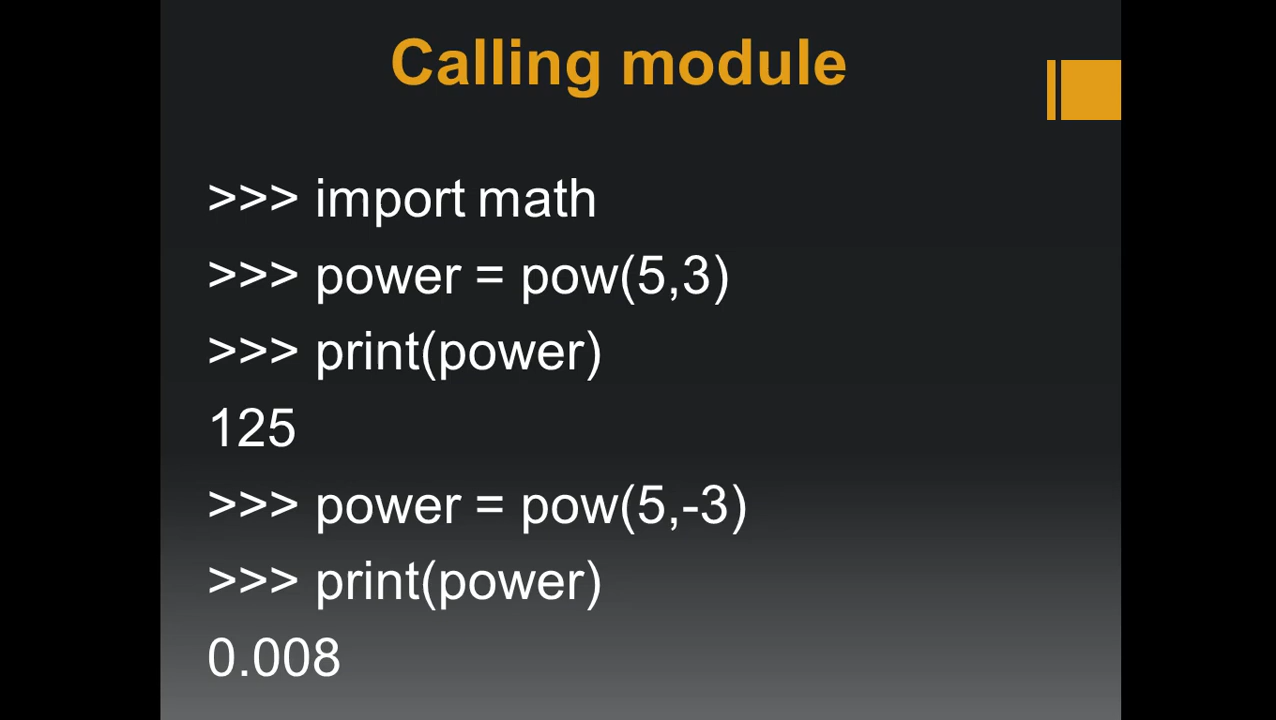 Calling module
>>> import math
>>> power = pow(5,3)
>>> print(power)
125
>>> power = pow(5,-3)
>>> print(power)
0.008